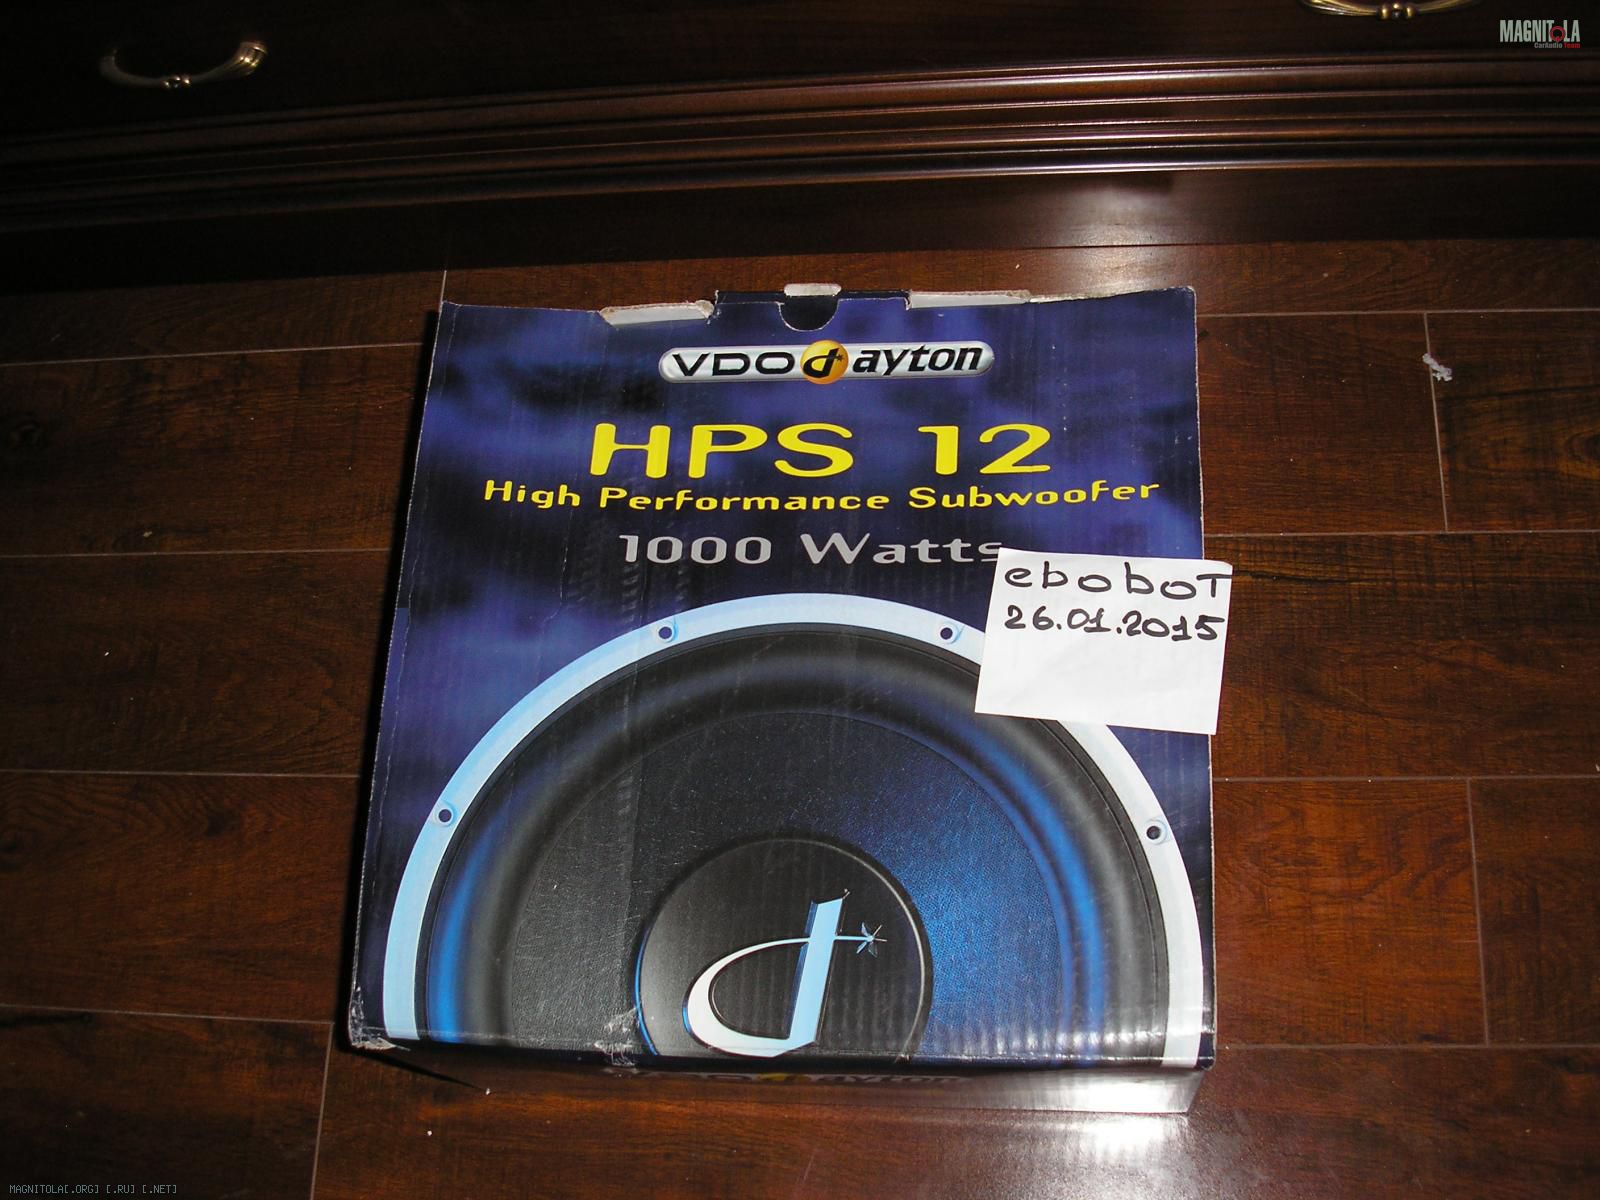 MAGNITOLA
CarAudio Team
VDO dayton
HPS 12
High Performance Subwoofer
1000 Watts
ebobot
26.01.2015
MAGNITOLA[.ORG] [.RU] [.NET]